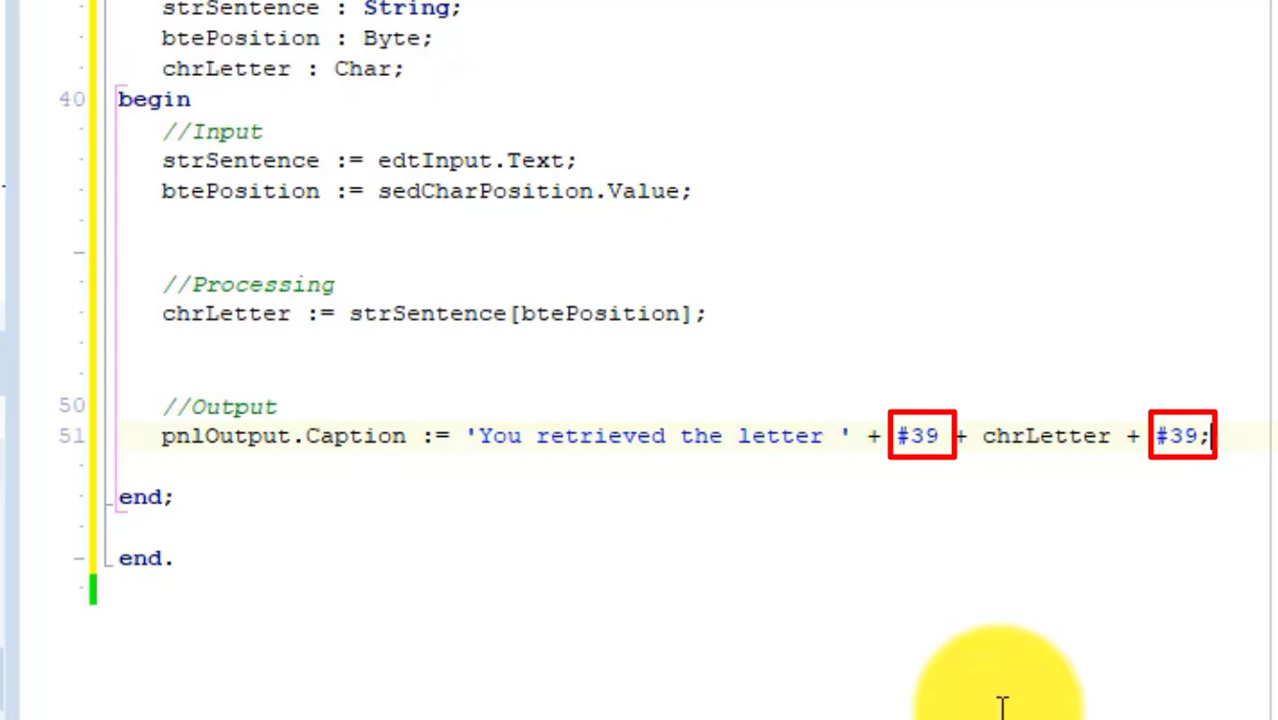 strSentence : String;
btePosition : Byte;
chrLetter : Char;
40 begin
//Input
strSentence := edtInput.Text;
btePosition := sedCharPosition.Value;
//Processing
chrLetter := strSentence[btePosition];
50 //Output
51 pnlOutput.Caption := 'You retrieved the letter ' + #39 + chrLetter + #39;
end;
end.